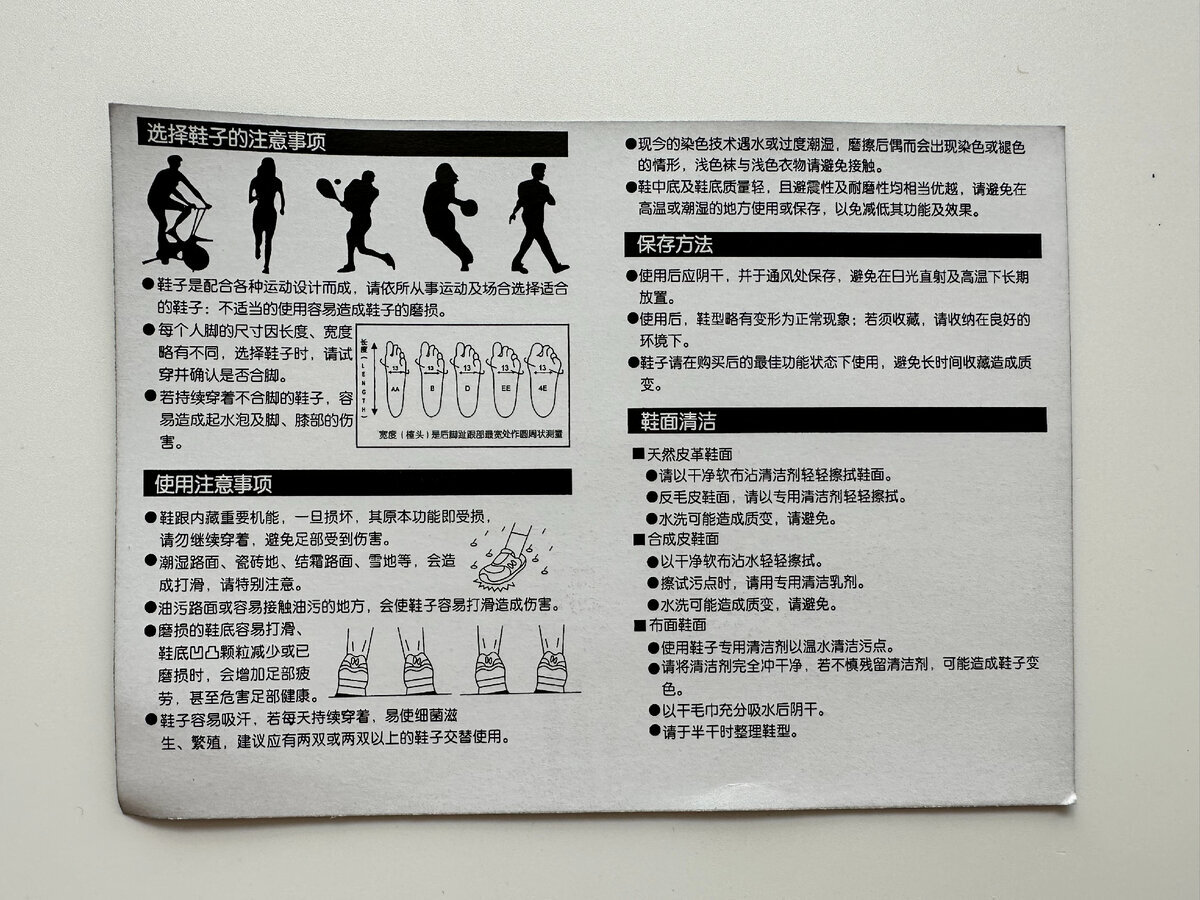 选择鞋子的注意事项
●鞋子是配合各种运动设计而成，请依所从事运动及场合选择适合
的鞋子：不适当的使用容易造成鞋子的磨损。
●每个人脚的尺寸因长度、宽度
略有不同，选择鞋子时，请试
穿并确认是否合脚。
●若持续穿着不合脚的鞋子，容
易造成起水泡及脚、膝部的伤
害。
长度(LENGTH)
13 13 13 13 13
AA B D EE 4E
宽度（楦头）是后脚趾跟部最宽处作圆周状测量
使用注意事项
●鞋跟内藏重要机能，一旦损坏，其原本功能即受损，
请勿继续穿着，避免足部受到伤害。
●潮湿路面、瓷砖地、结霜路面、雪地等，会造
成打滑，请特别注意。
●油污路面或容易接触油污的地方，会使鞋子容易打滑造成伤害。
●磨损的鞋底容易打滑、
鞋底凹凸颗粒减少或已
磨损时，会增加足部疲
劳，甚至危害足部健康。
●鞋子容易吸汗，若每天持续穿着，易使细菌滋
生、繁殖，建议应有两双或两双以上的鞋子交替使用。
●现今的染色技术遇水或过度潮湿，磨擦后偶而会出现染色或褪色
的情形，浅色袜与浅色衣物请避免接触。
●鞋中底及鞋底质量轻，且避震性及耐磨性均相当优越，请避免在
高温或潮湿的地方使用或保存，以免减低其功能及效果。
保存方法
●使用后应阴干，并于通风处保存，避免在日光直射及高温下长期
放置。
●使用后，鞋型略有变形为正常现象；若须收藏，请收纳在良好的
环境下。
●鞋子请在购买后的最佳功能状态下使用，避免长时间收藏造成质
变。
鞋面清洁
■天然皮革鞋面
●请以干净软布沾清洁剂轻轻擦拭鞋面。
●反毛皮鞋面，请以专用清洁剂轻轻擦拭。
●水洗可能造成质变，请避免。
■合成皮鞋面
●以干净软布沾水轻轻擦拭。
●擦试污点时，请用专用清洁乳剂。
●水洗可能造成质变，请避免。
■布面鞋面
●使用鞋子专用清洁剂以温水清洁污点。
●请将清洁剂完全冲干净，若不慎残留清洁剂，可能造成鞋子变
色。
●以干毛巾充分吸水后阴干。
●请于半干时整理鞋型。